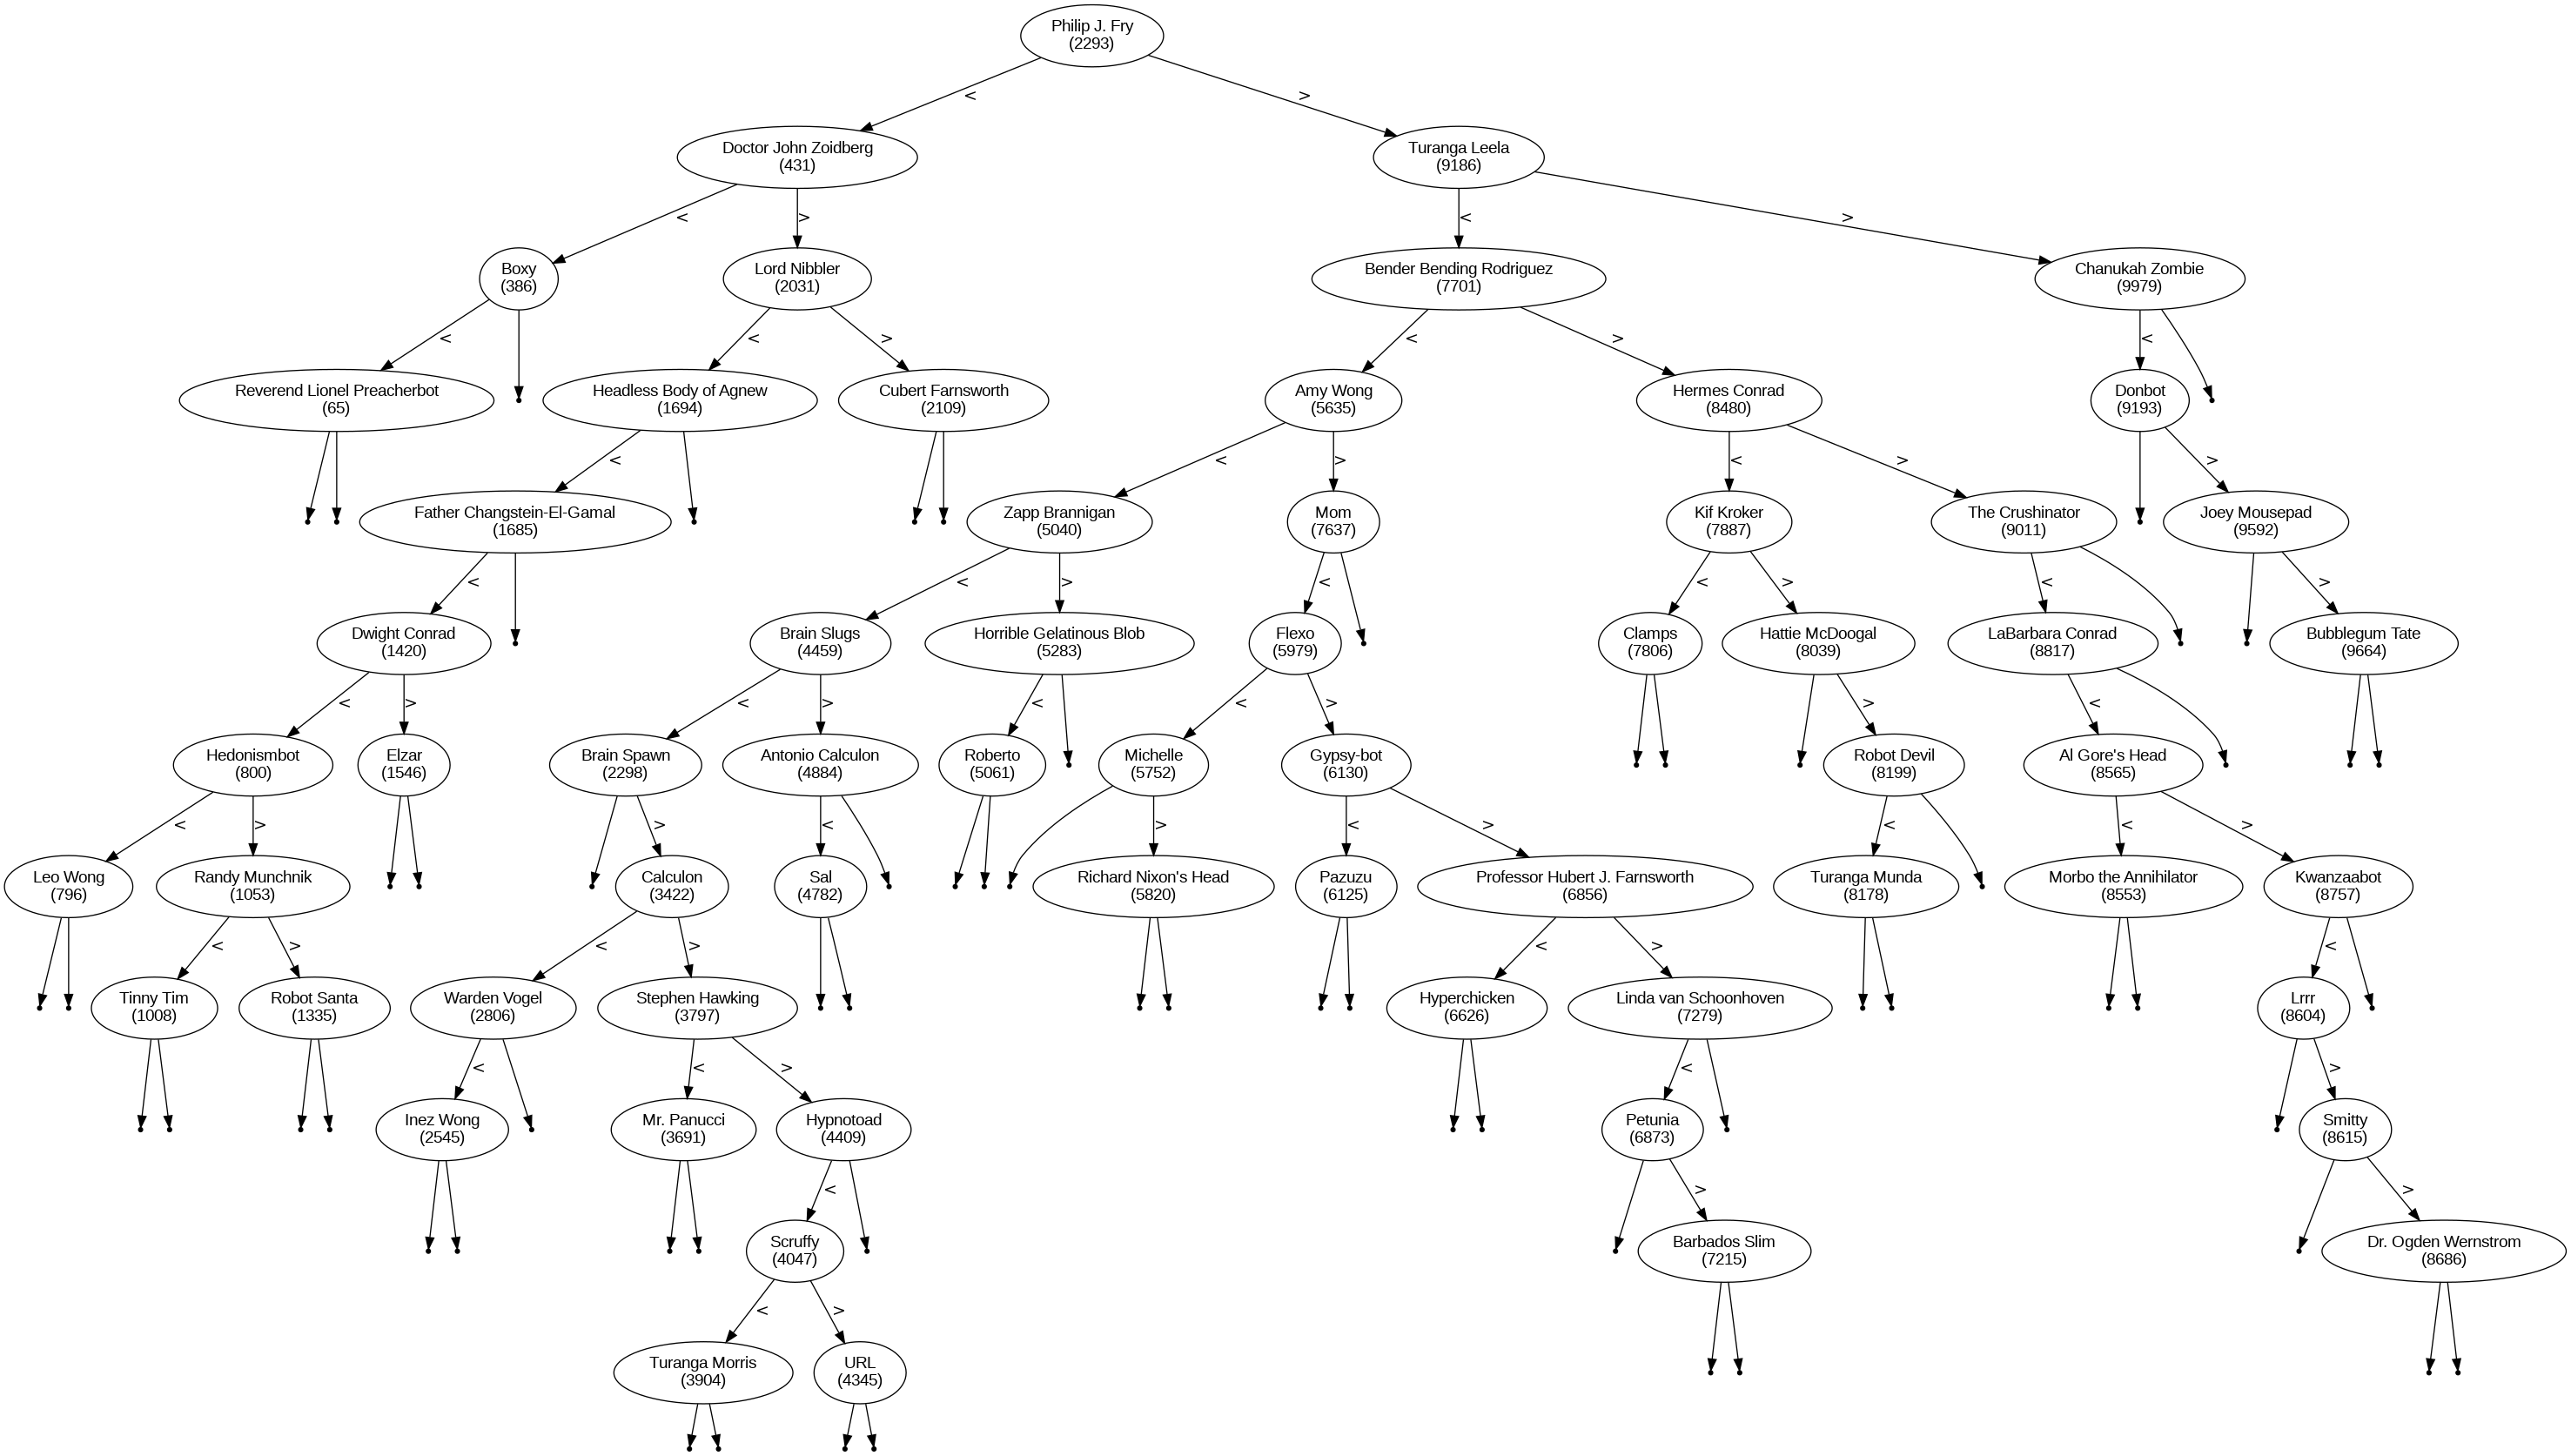 Philip J. Fry
(2293)
<
>
Doctor John Zoidberg
(431)
Turanga Leela
(9186)
<
>
<
>
Boxy
(386)
Lord Nibbler
(2031)
Bender Bending Rodriguez
(7701)
Chanukah Zombie
(9979)
<
<
>
<
>
<
Reverend Lionel Preacherbot
(65)
Headless Body of Agnew
(1694)
Cubert Farnsworth
(2109)
Amy Wong
(5635)
Hermes Conrad
(8480)
Donbot
(9193)
<
<
>
<
>
>
Father Changstein-El-Gamal
(1685)
Zapp Brannigan
(5040)
Mom
(7637)
Kif Kroker
(7887)
The Crushinator
(9011)
Joey Mousepad
(9592)
<
<
>
<
<
>
<
>
Dwight Conrad
(1420)
Brain Slugs
(4459)
Horrible Gelatinous Blob
(5283)
Flexo
(5979)
Clamps
(7806)
Hattie McDoogal
(8039)
LaBarbara Conrad
(8817)
Bubblegum Tate
(9664)
<
>
<
>
<
<
>
>
<
Hedonismbot
(800)
Elzar
(1546)
Brain Spawn
(2298)
Antonio Calculon
(4884)
Roberto
(5061)
Michelle
(5752)
Gypsy-bot
(6130)
Robot Devil
(8199)
Al Gore's Head
(8565)
<
>
>
<
>
<
>
<
<
>
Leo Wong
(796)
Randy Munchnik
(1053)
Calculon
(3422)
Sal
(4782)
Richard Nixon's Head
(5820)
Pazuzu
(6125)
Professor Hubert J. Farnsworth
(6856)
Turanga Munda
(8178)
Morbo the Annihilator
(8553)
Kwanzaabot
(8757)
<
>
<
>
<
>
<
Tinny Tim
(1008)
Robot Santa
(1335)
Warden Vogel
(2806)
Stephen Hawking
(3797)
Hyperchicken
(6626)
Linda van Schoonhoven
(7279)
Lrrr
(8604)
<
<
>
<
>
Inez Wong
(2545)
Mr. Panucci
(3691)
Hypnotoad
(4409)
Petunia
(6873)
Smitty
(8615)
<
>
>
Scruffy
(4047)
Barbados Slim
(7215)
Dr. Ogden Wernstrom
(8686)
<
>
Turanga Morris
(3904)
URL
(4345)